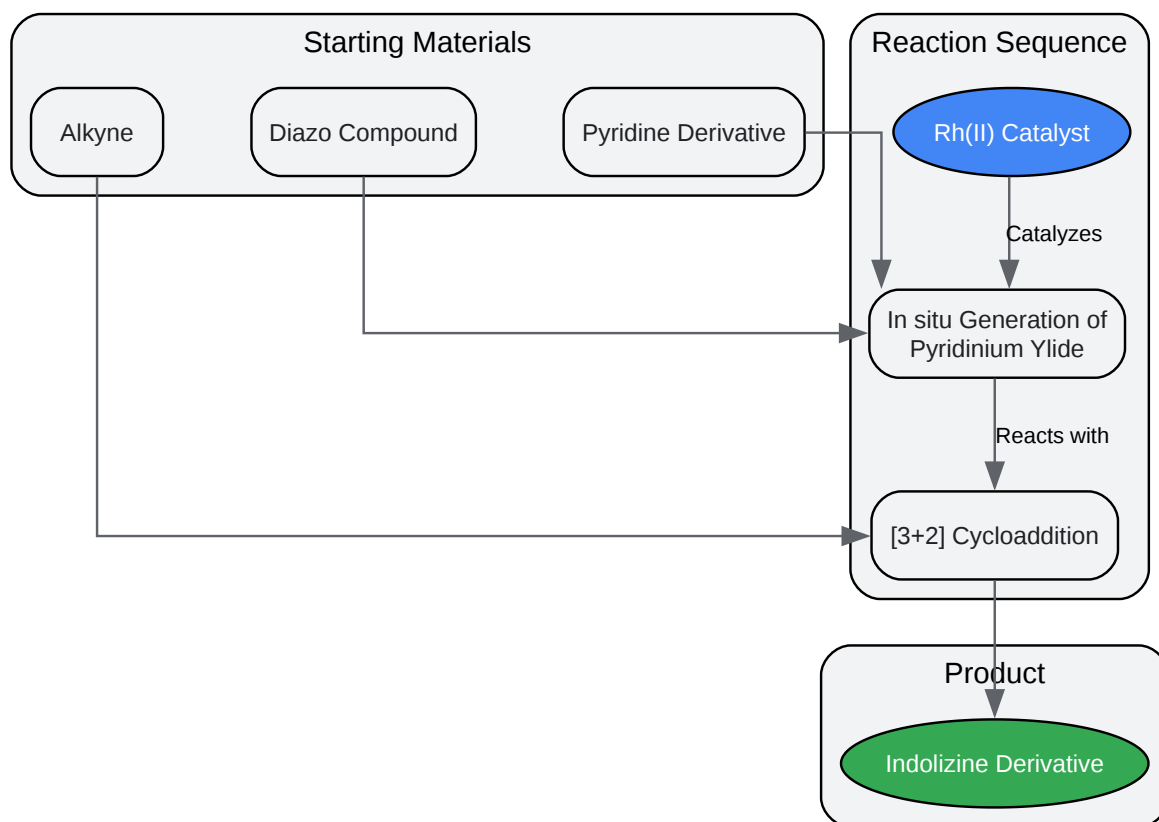 Starting Materials
Alkyne
Diazo Compound
Pyridine Derivative
Reaction Sequence
Rh(II) Catalyst
Catalyzes
In situ Generation of
Pyridinium Ylide
Reacts with
[3+2] Cycloaddition
Product
Indolizine Derivative